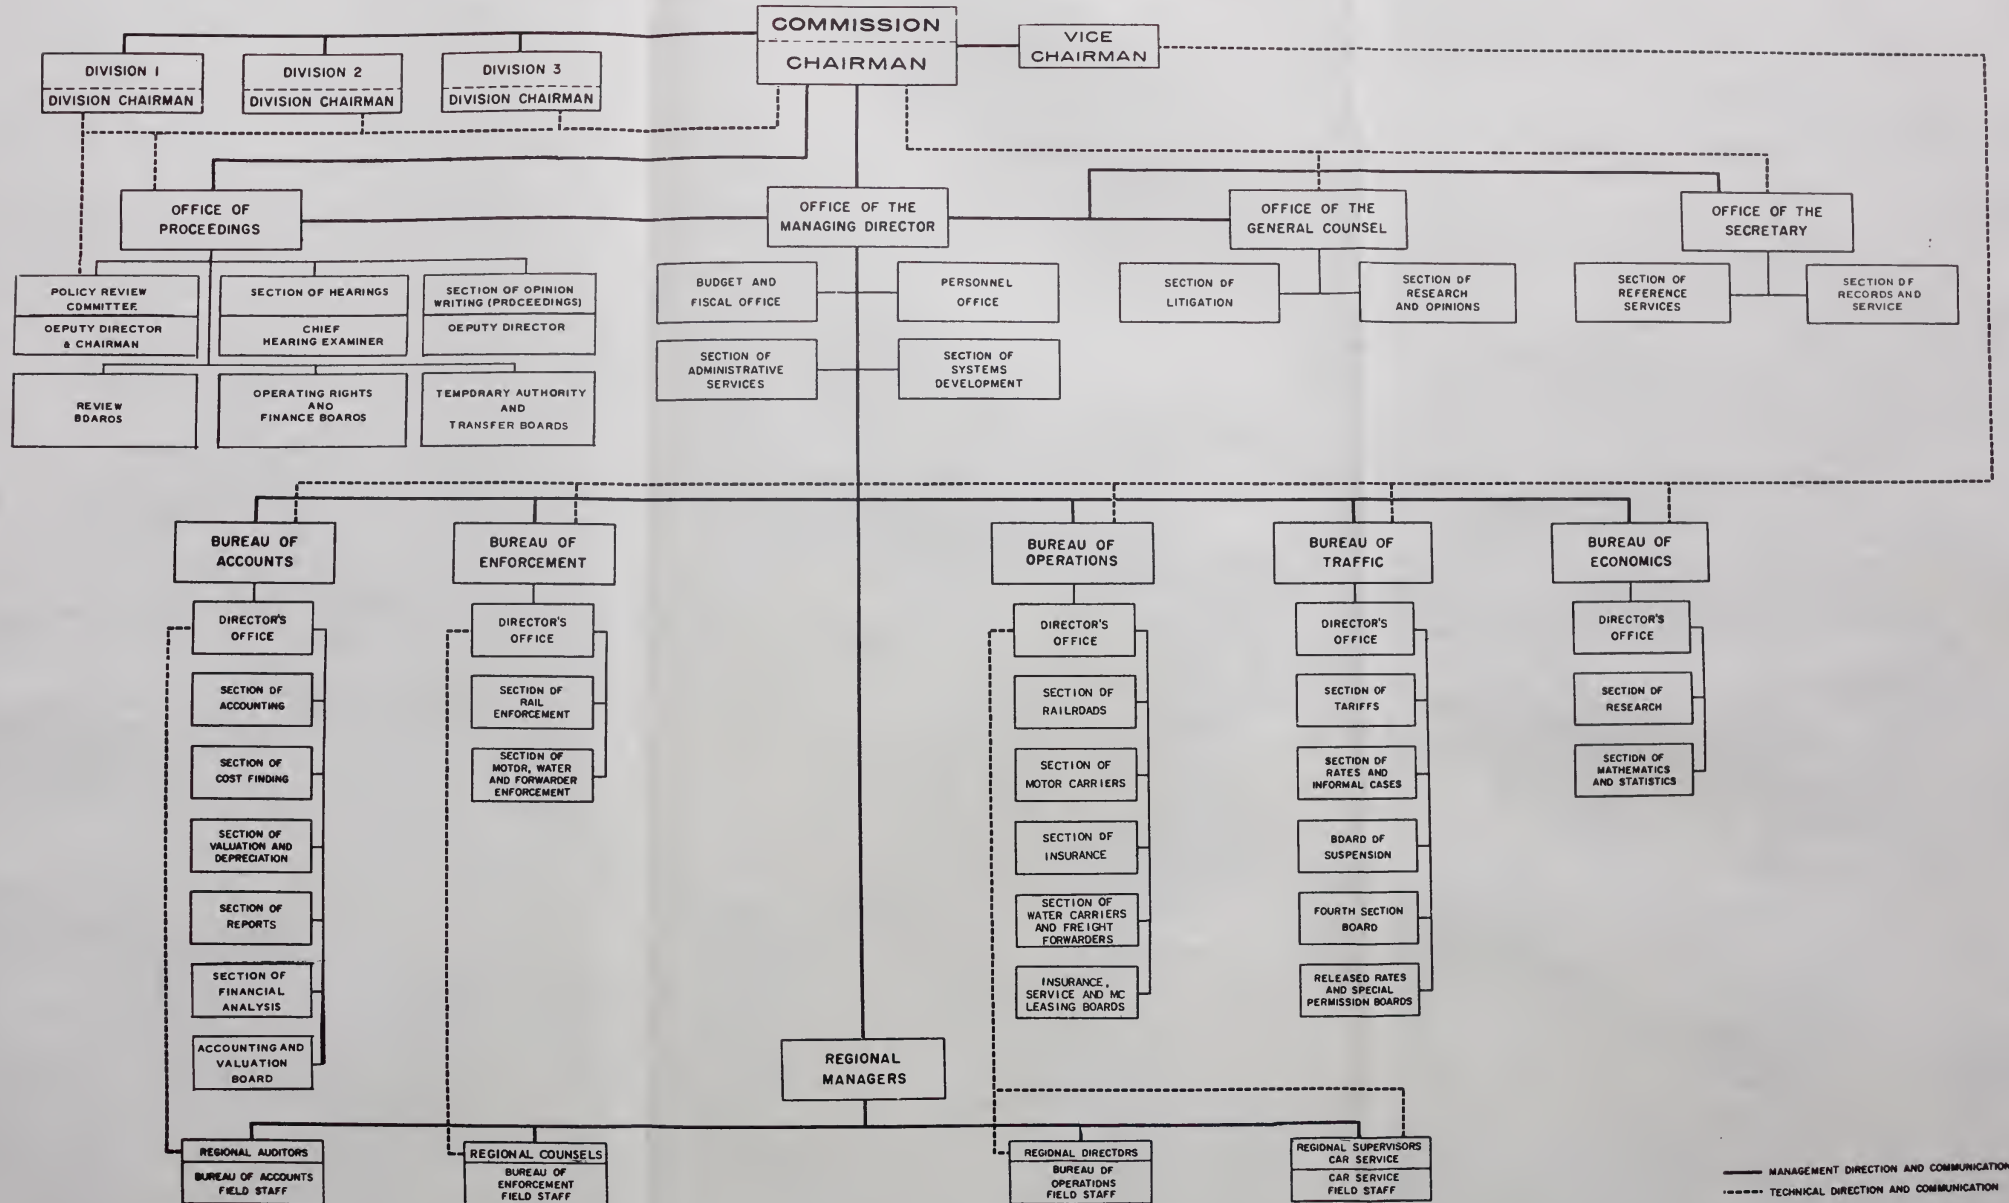 COMMISSION
CHAIRMAN
VICE
CHAIRMAN
DIVISION 1
DIVISION CHAIRMAN
DIVISION 2
DIVISION CHAIRMAN
DIVISION 3
DIVISION CHAIRMAN
OFFICE OF
PROCEEDINGS
OFFICE OF THE
MANAGING DIRECTOR
OFFICE OF THE
GENERAL COUNSEL
OFFICE OF THE
SECRETARY
POLICY REVIEW
COMMITTEE
DEPUTY DIRECTOR
& CHAIRMAN
SECTION OF HEARINGS
CHIEF
HEARING EXAMINER
SECTION OF OPINION
WRITING (PROCEEDINGS)
DEPUTY DIRECTOR
BUDGET AND
FISCAL OFFICE
PERSONNEL
OFFICE
SECTION OF
LITIGATION
SECTION OF
RESEARCH
AND OPINIONS
SECTION OF
REFERENCE
SERVICES
SECTION OF
RECORDS AND
SERVICE
REVIEW
BOARDS
OPERATING RIGHTS
AND
FINANCE BOARDS
TEMPORARY AUTHORITY
AND
TRANSFER BOARDS
SECTION OF
ADMINISTRATIVE
SERVICES
SECTION OF
SYSTEMS
DEVELOPMENT
BUREAU OF
ACCOUNTS
DIRECTOR'S
OFFICE
SECTION OF
ACCOUNTING
SECTION OF
COST FINDING
SECTION OF
VALUATION AND
DEPRECIATION
SECTION OF
REPORTS
SECTION OF
FINANCIAL
ANALYSIS
ACCOUNTING AND
VALUATION
BOARD
BUREAU OF
ENFORCEMENT
DIRECTOR'S
OFFICE
SECTION OF
RAIL
ENFORCEMENT
SECTION OF
MOTOR, WATER
AND FORWARDER
ENFORCEMENT
BUREAU OF
OPERATIONS
DIRECTOR'S
OFFICE
SECTION OF
RAILROADS
SECTION OF
MOTOR CARRIERS
SECTION OF
INSURANCE
SECTION OF
WATER CARRIERS
AND FREIGHT
FORWARDERS
INSURANCE,
SERVICE AND MC
LEASING BOARDS
BUREAU OF
TRAFFIC
DIRECTOR'S
OFFICE
SECTION OF
TARIFFS
SECTION OF
RATES AND
INFORMAL CASES
BOARD OF
SUSPENSION
FOURTH SECTION
BOARD
RELEASED RATES
AND SPECIAL
PERMISSION BOARDS
BUREAU OF
ECONOMICS
DIRECTOR'S
OFFICE
SECTION OF
RESEARCH
SECTION OF
MATHEMATICS
AND STATISTICS
REGIONAL
MANAGERS
REGIONAL AUDITORS
BUREAU OF ACCOUNTS
FIELD STAFF
REGIONAL COUNSELS
BUREAU OF
ENFORCEMENT
FIELD STAFF
REGIONAL DIRECTORS
BUREAU OF
OPERATIONS
FIELD STAFF
REGIONAL SUPERVISORS
CAR SERVICE
CAR SERVICE
FIELD STAFF
MANAGEMENT DIRECTION AND COMMUNICATION
TECHNICAL DIRECTION AND COMMUNICATION